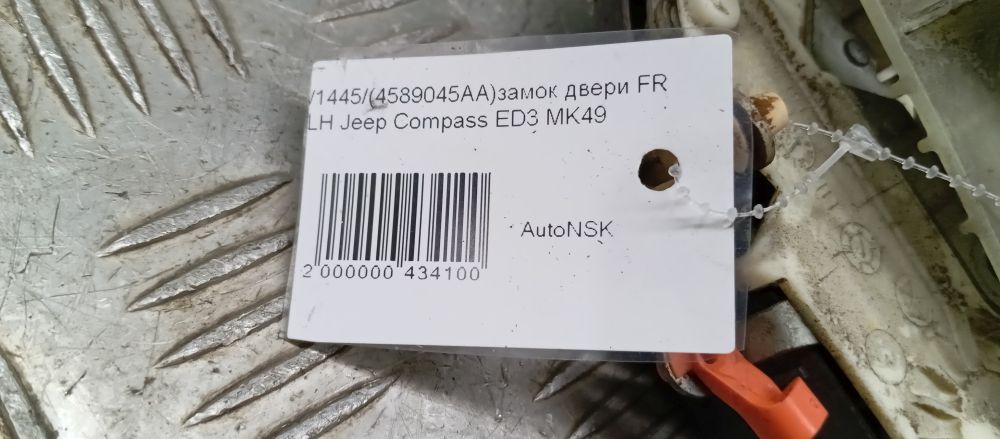 /1445/(4589045AA)замок двери FR
LH Jeep Compass ED3 MK49
AutoNSK
2 000000 434100